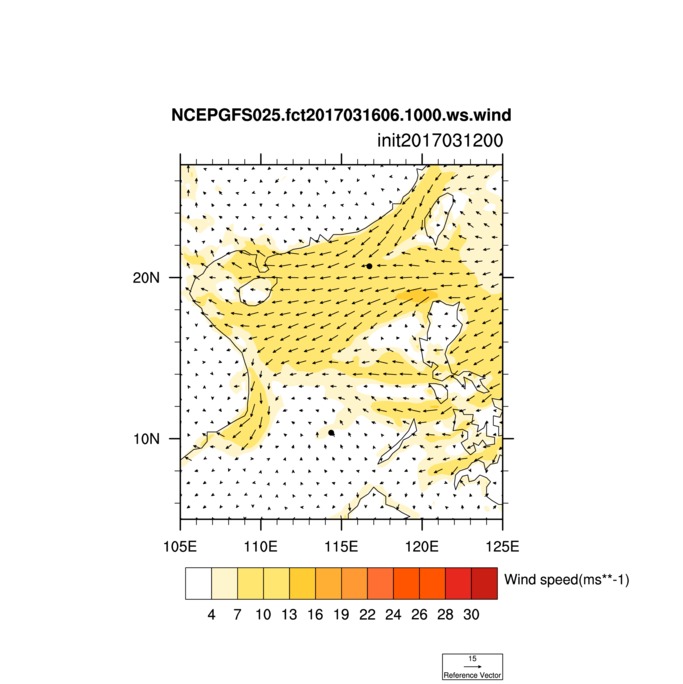 NCEPGFS025.fct2017031606.1000.ws.wind
init2017031200
20N
10N
105E 110E 115E 120E 125E
Wind speed(ms**-1)
4 7 10 13 16 19 22 24 26 28 30
15
Reference Vector